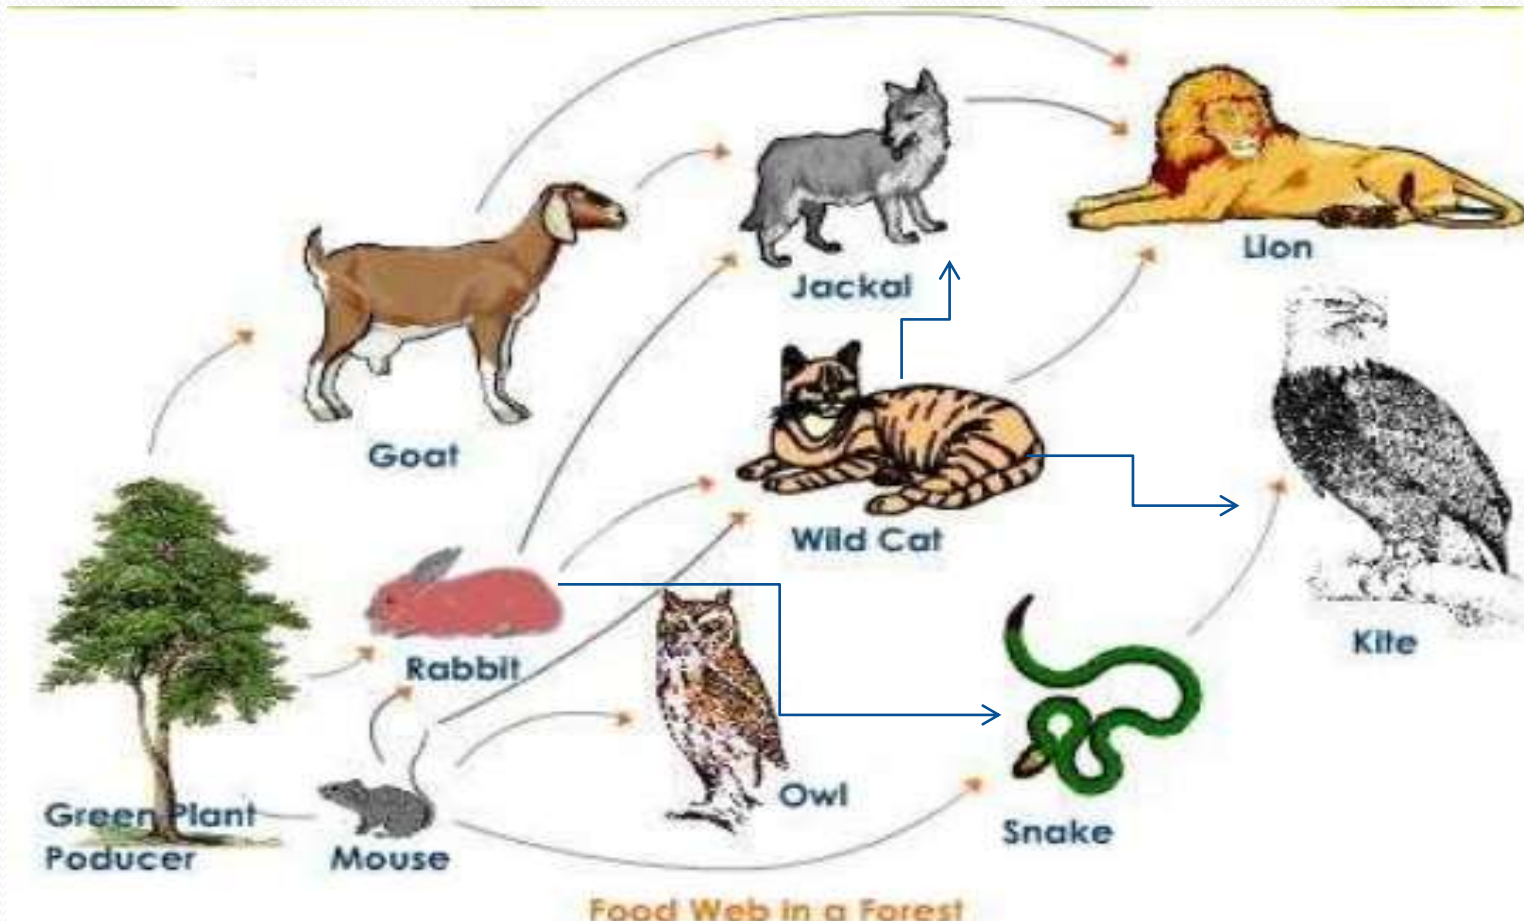 Lion
Jackal
Goat
Wild Cat
Kite
Rabbit
Owl
Green Plant
Poducer
Mouse
Snake
Food Web in a Forest